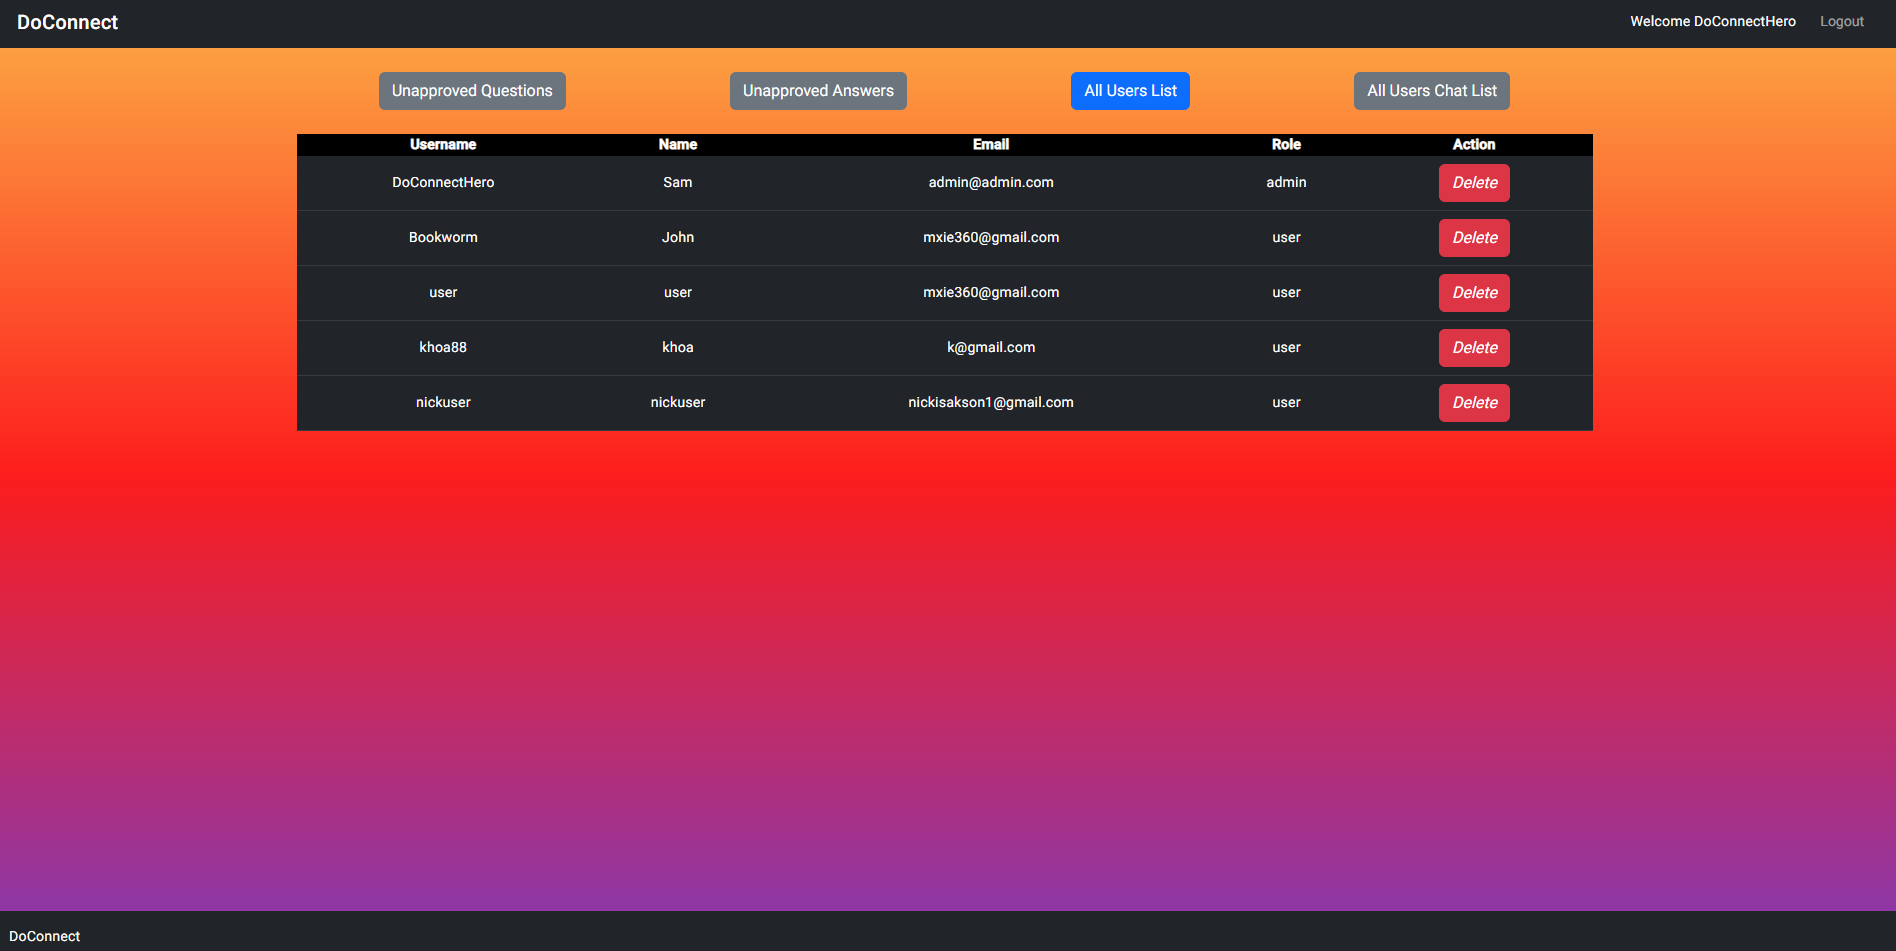 DoConnect Welcome DoConnectHero Logout
Unapproved Questions Unapproved Answers All Users List All Users Chat List
Username Name Email Role Action
DoConnectHero Sam admin@admin.com admin Delete
Bookworm John mxie360@gmail.com user Delete
user user mxie360@gmail.com user Delete
khoa88 khoa k@gmail.com user Delete
nickuser nickuser nickisakson1@gmail.com user Delete
DoConnect